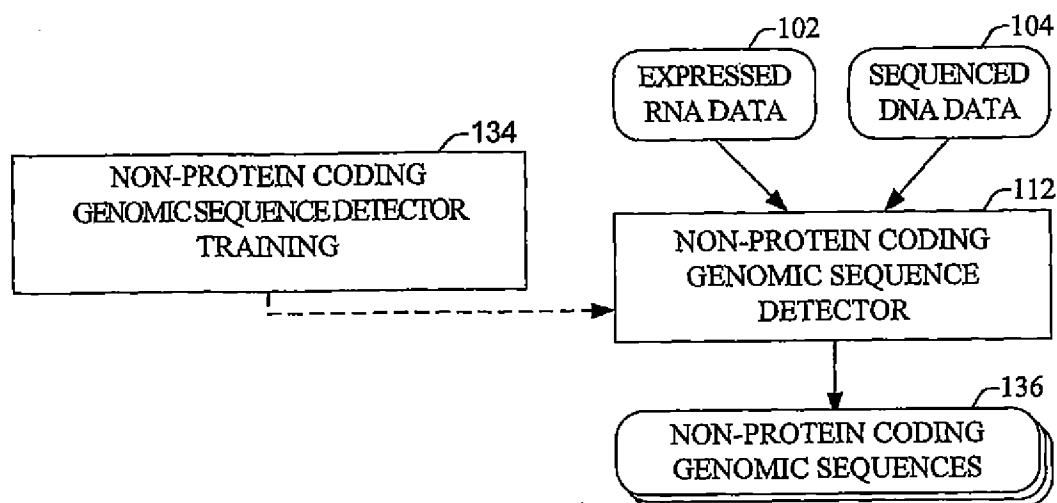 102
104
EXPRESSED
RNA DATA
SEQUENCED
DNA DATA
134
NON-PROTEIN CODING
GENOMIC SEQUENCE DETECTOR
TRAINING
112
NON-PROTEIN CODING
GENOMIC SEQUENCE
DETECTOR
136
NON-PROTEIN CODING
GENOMIC SEQUENCES